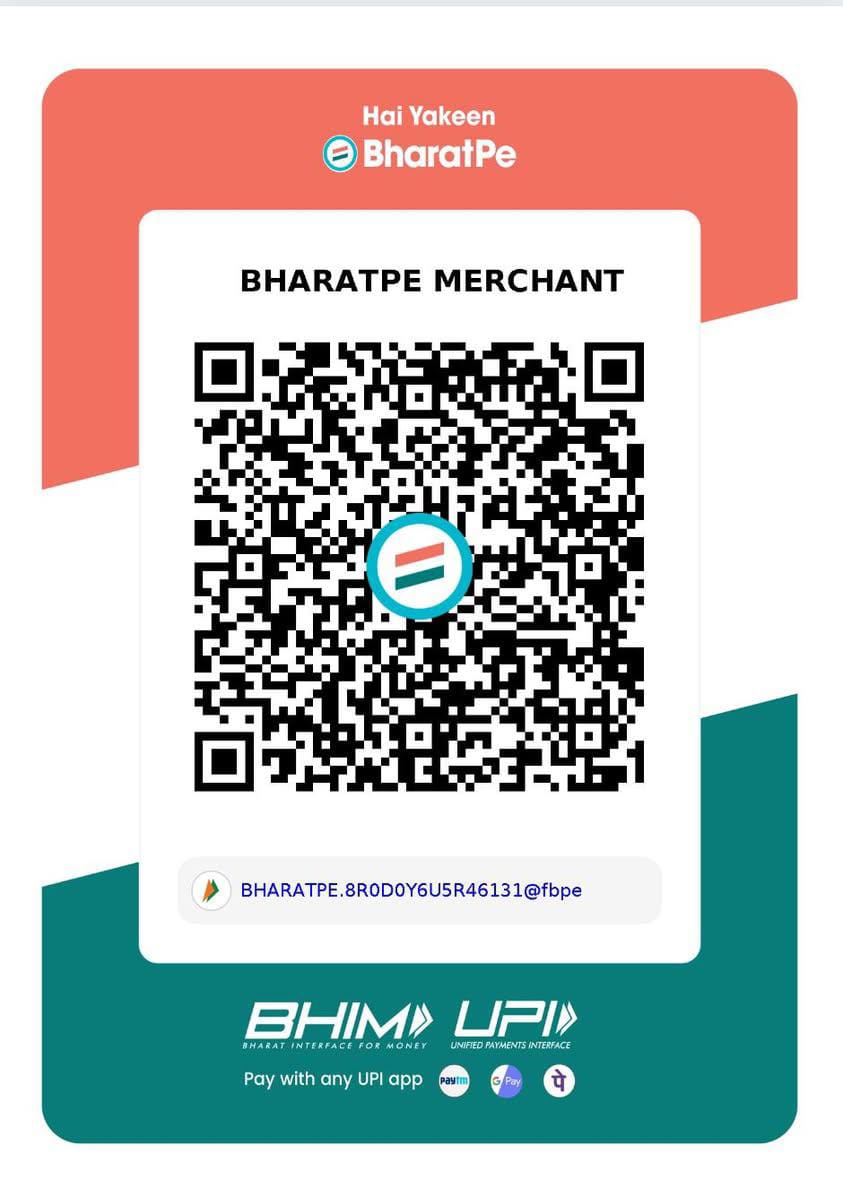 Hai Yakeen
BharatPe
BHARATPE MERCHANT
BHARATPE.8R0D0Y6U5R46131@fbpe
BHIM UPI
BHARAT INTERFACE FOR MONEY UNIFIED PAYMENTS INTERFACE
Pay with any UPI app paytm G Pay पे